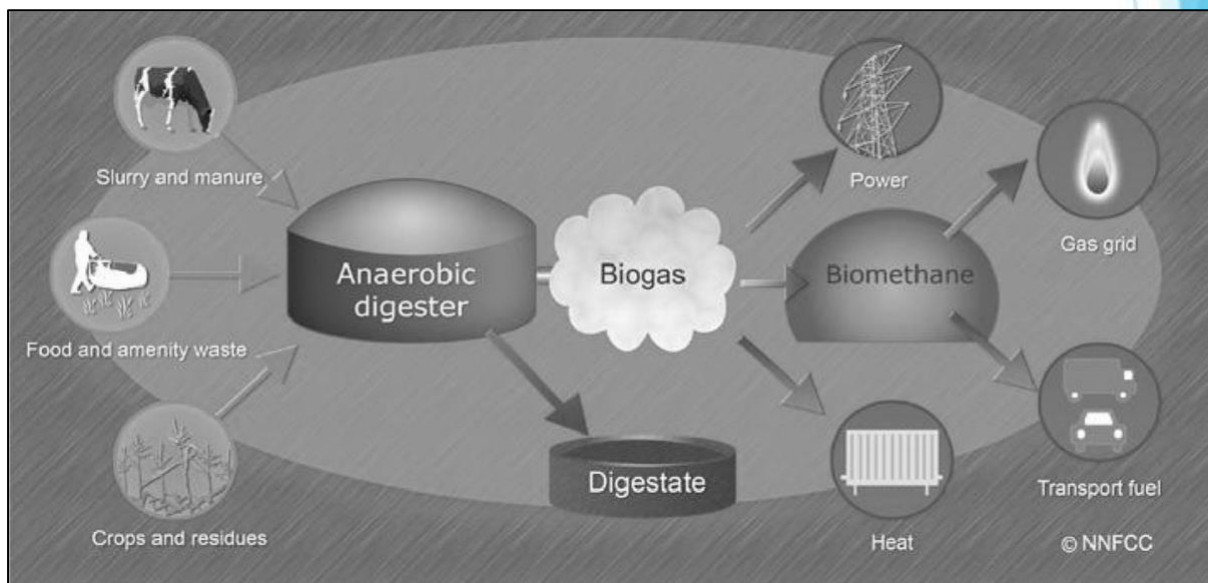 Slurry and manure
Food and amenity waste
Crops and residues
Anaerobic
digester
Biogas
Digestate
Power
Biomethane
Heat
Gas grid
Transport fuel
© NNFCC